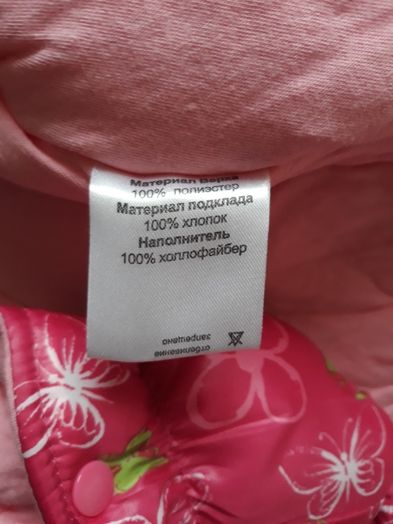 Материал Верха
100% полиэстер
Материал подклада
100% хлопок
Наполнитель
100% холлофайбер
отбеливание
запрещено